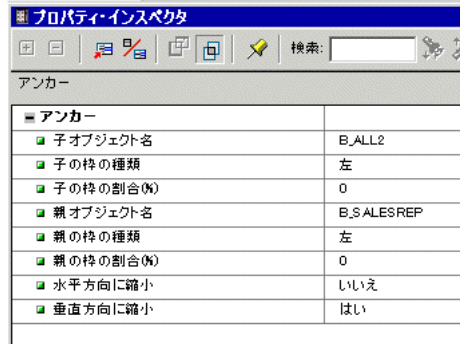 プロパティ・インスペクタ
検索:
アンカー
アンカー
子オブジェクト名 B_ALL2
子の枠の種類 左
子の枠の割合(%) 0
親オブジェクト名 B_SALESREP
親の枠の種類 左
親の枠の割合(%) 0
水平方向に縮小 いいえ
垂直方向に縮小 はい